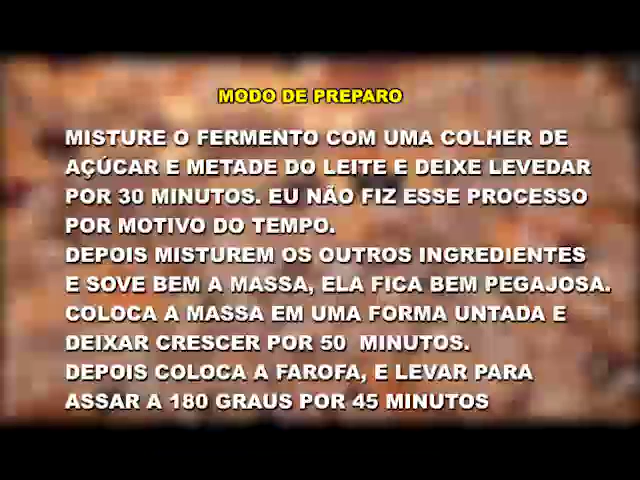 MODO DE PREPARO
MISTURE O FERMENTO COM UMA COLHER DE
AÇÚCAR E METADE DO LEITE E DEIXE LEVEDAR
POR 30 MINUTOS. EU NÃO FIZ ESSE PROCESSO
POR MOTIVO DO TEMPO.
DEPOIS MISTUREM OS OUTROS INGREDIENTES
E SOVE BEM A MASSA, ELA FICA BEM PEGAJOSA.
COLOCA A MASSA EM UMA FORMA UNTADA E
DEIXAR CRESCER POR 50 MINUTOS.
DEPOIS COLOCA A FAROFA, E LEVAR PARA
ASSAR A 180 GRAUS POR 45 MINUTOS